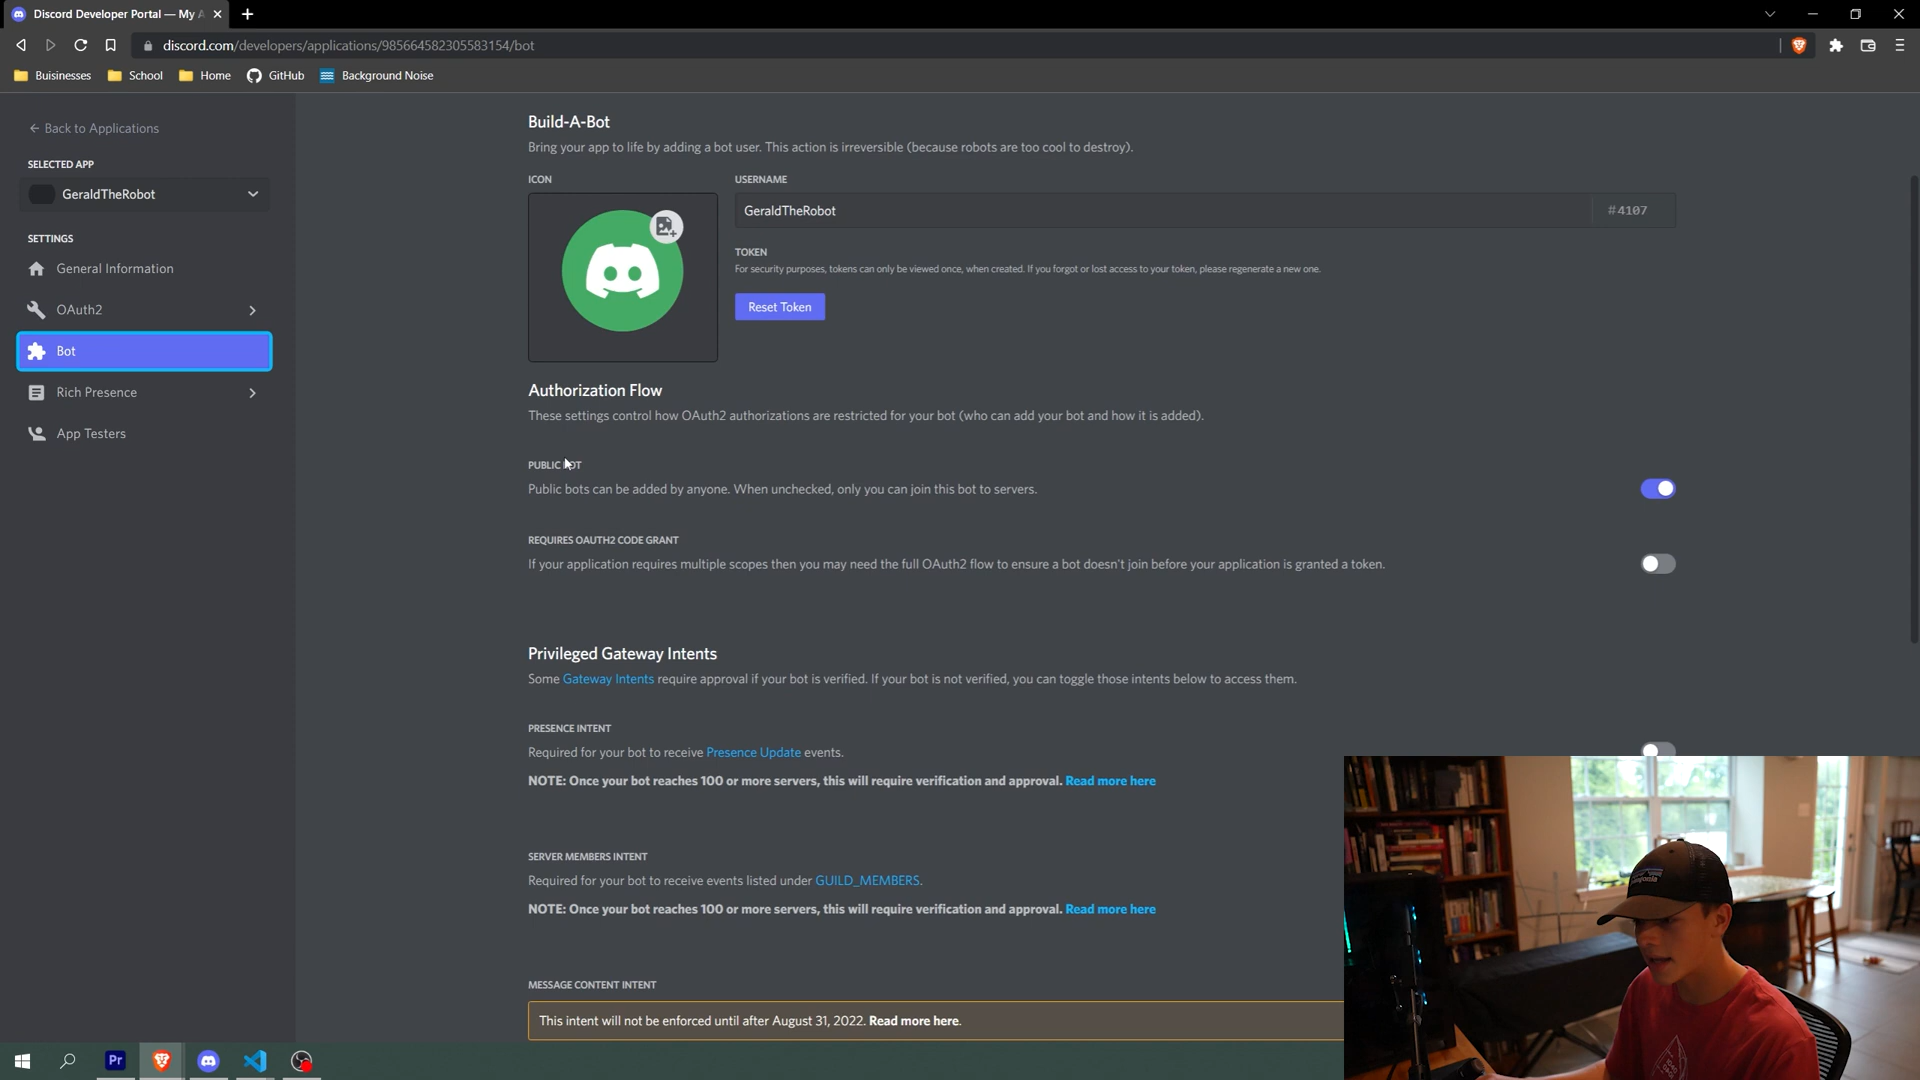 Discord Developer Portal — My A
discord.com/developers/applications/985664582305583154/bot
Buisinesses
School
Home
GitHub
Background Noise
Back to Applications
SELECTED APP
GeraldTheRobot
SETTINGS
General Information
OAuth2
Bot
Rich Presence
App Testers
Build-A-Bot
Bring your app to life by adding a bot user. This action is irreversible (because robots are too cool to destroy).
ICON
USERNAME
GeraldTheRobot
#4107
TOKEN
For security purposes, tokens can only be viewed once, when created. If you forgot or lost access to your token, please regenerate a new one.
Reset Token
Authorization Flow
These settings control how OAuth2 authorizations are restricted for your bot (who can add your bot and how it is added).
PUBLIC BOT
Public bots can be added by anyone. When unchecked, only you can join this bot to servers.
REQUIRES OAUTH2 CODE GRANT
If your application requires multiple scopes then you may need the full OAuth2 flow to ensure a bot doesn't join before your application is granted a token.
Privileged Gateway Intents
Some Gateway Intents require approval if your bot is verified. If your bot is not verified, you can toggle those intents below to access them.
PRESENCE INTENT
Required for your bot to receive Presence Update events.
NOTE: Once your bot reaches 100 or more servers, this will require verification and approval. Read more here
SERVER MEMBERS INTENT
Required for your bot to receive events listed under GUILD_MEMBERS.
NOTE: Once your bot reaches 100 or more servers, this will require verification and approval. Read more here
MESSAGE CONTENT INTENT
This intent will not be enforced until after August 31, 2022. Read more here.
Pr
patagonia